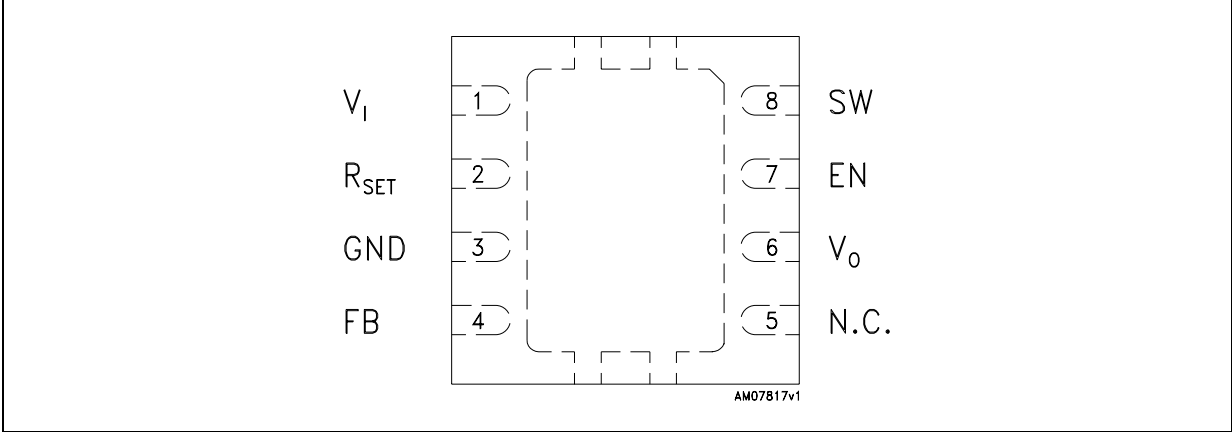 V_I 1 8 SW
R_SET 2 7 EN
GND 3 6 V_O
FB 4 5 N.C.
AM07817v1